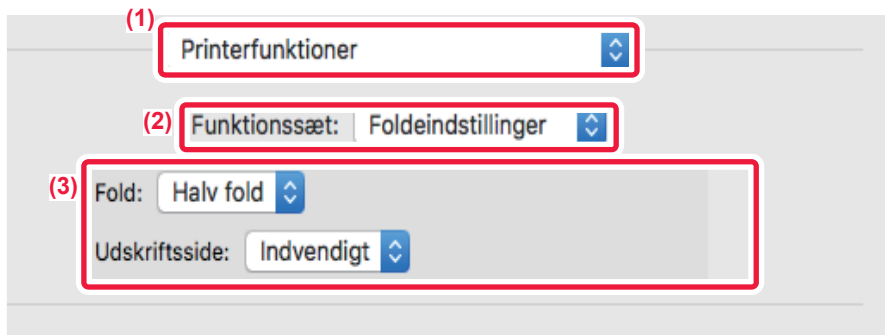 (1)
Printerfunktioner
(2) Funktionssæt: Foldeindstillinger
(3) Fold: Halv fold
Udskriftsside: Indvendigt